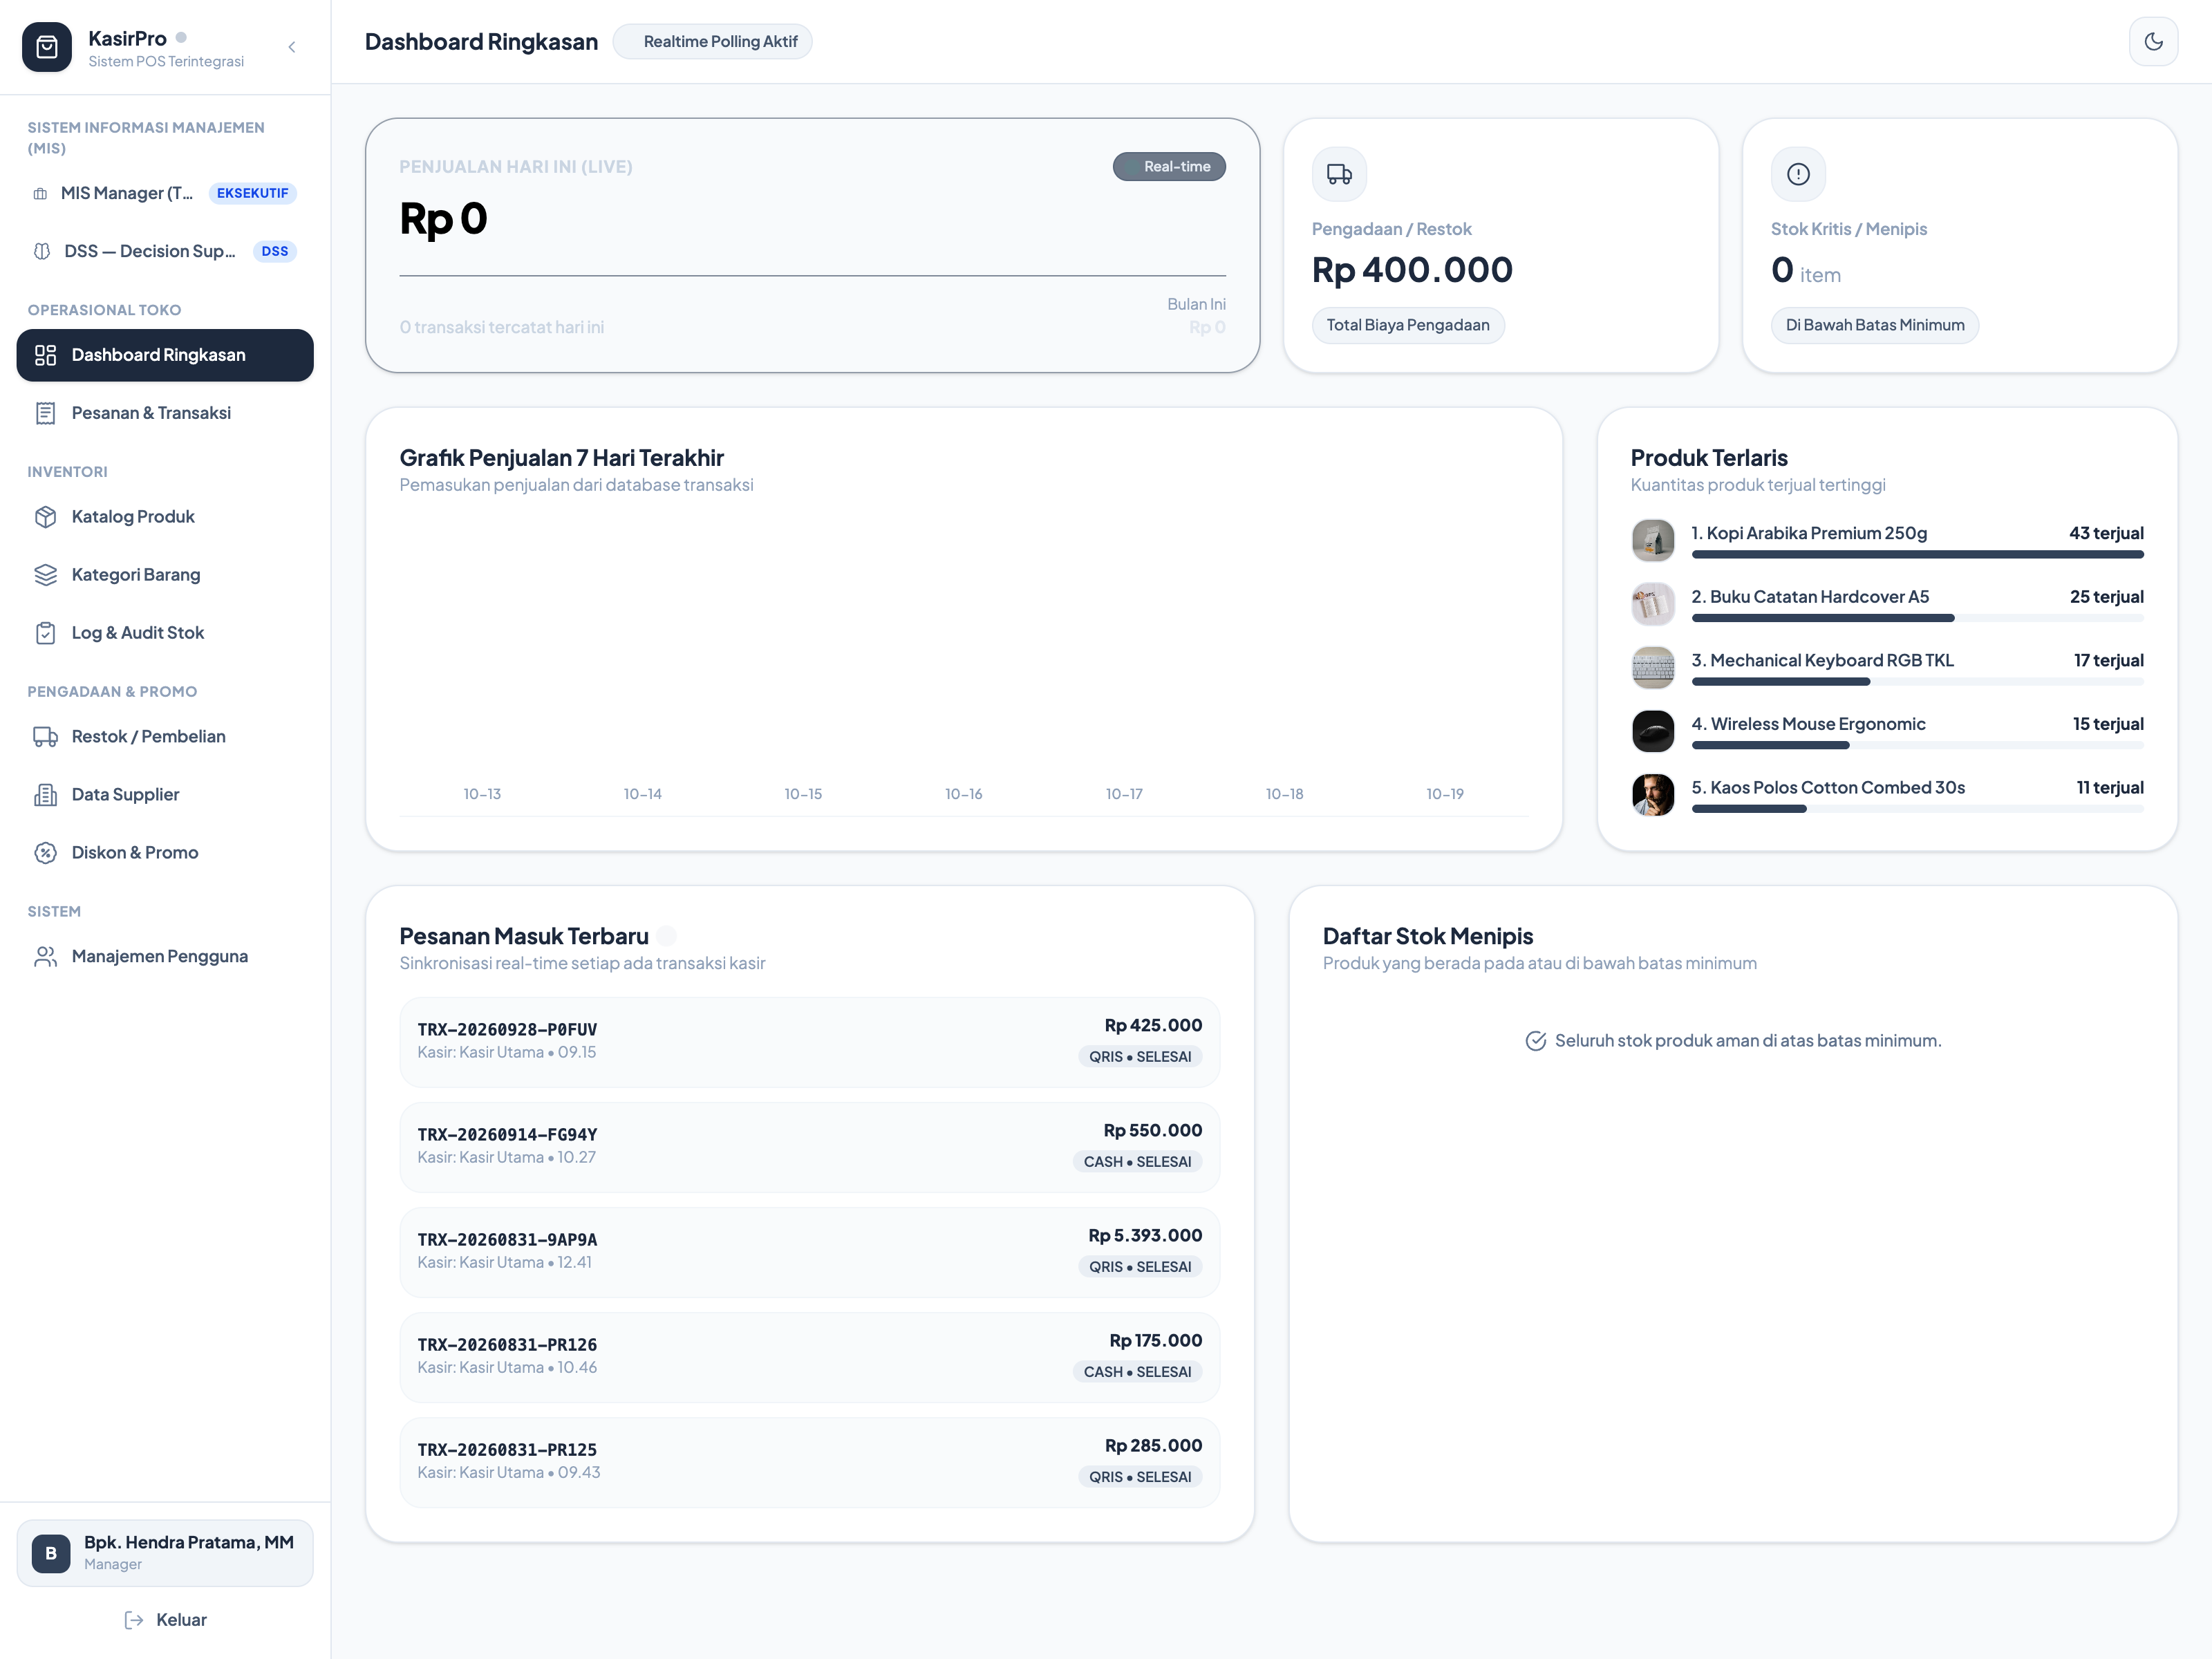 KasirPro
Sistem POS Terintegrasi
SISTEM INFORMASI MANAJEMEN
(MIS)
MIS Manager (T... EKSEKUTIF
DSS — Decision Sup... DSS
OPERASIONAL TOKO
Dashboard Ringkasan
Pesanan & Transaksi
INVENTORI
Katalog Produk
Kategori Barang
Log & Audit Stok
PENGADAAN & PROMO
Restok / Pembelian
Data Supplier
Diskon & Promo
SISTEM
Manajemen Pengguna
B
Bpk. Hendra Pratama, MM
Manager
Keluar
Dashboard Ringkasan
Realtime Polling Aktif
PENJUALAN HARI INI (LIVE)
Real-time
Rp 0
0 transaksi tercatat hari ini
Bulan Ini
Rp 0
Pengadaan / Restok
Rp 400.000
Total Biaya Pengadaan
Stok Kritis / Menipis
0 item
Di Bawah Batas Minimum
Grafik Penjualan 7 Hari Terakhir
Pemasukan penjualan dari database transaksi
10-13 10-14 10-15 10-16 10-17 10-18 10-19
Produk Terlaris
Kuantitas produk terjual tertinggi
1. Kopi Arabika Premium 250g 43 terjual
2. Buku Catatan Hardcover A5 25 terjual
3. Mechanical Keyboard RGB TKL 17 terjual
4. Wireless Mouse Ergonomic 15 terjual
5. Kaos Polos Cotton Combed 30s 11 terjual
Pesanan Masuk Terbaru
Sinkronisasi real-time setiap ada transaksi kasir
TRX-20260928-P0FUV Rp 425.000
Kasir: Kasir Utama • 09.15 QRIS • SELESAI
TRX-20260914-FG94Y Rp 550.000
Kasir: Kasir Utama • 10.27 CASH • SELESAI
TRX-20260831-9AP9A Rp 5.393.000
Kasir: Kasir Utama • 12.41 QRIS • SELESAI
TRX-20260831-PR126 Rp 175.000
Kasir: Kasir Utama • 10.46 CASH • SELESAI
TRX-20260831-PR125 Rp 285.000
Kasir: Kasir Utama • 09.43 QRIS • SELESAI
Daftar Stok Menipis
Produk yang berada pada atau di bawah batas minimum
Seluruh stok produk aman di atas batas minimum.